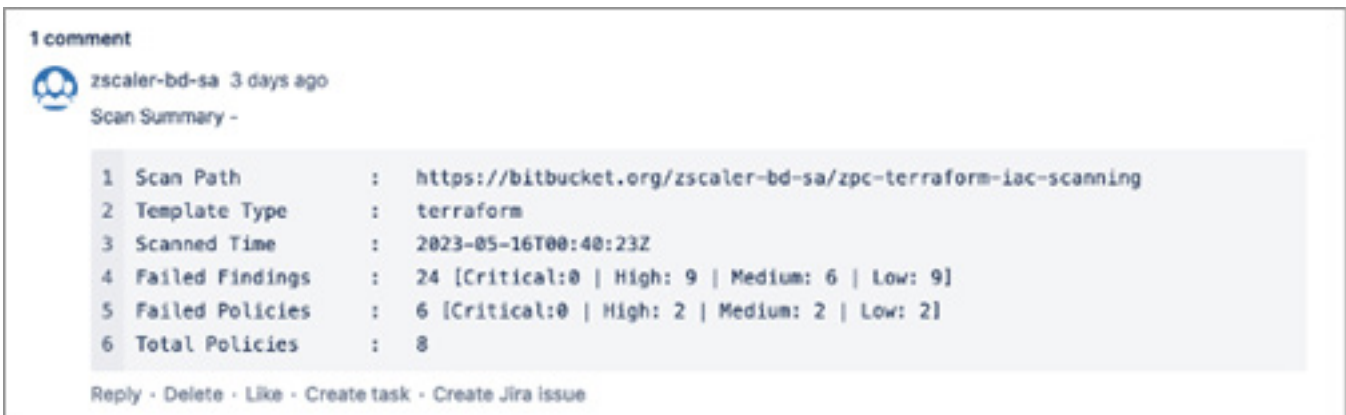 1 comment
zscaler-bd-sa 3 days ago
Scan Summary -
1 Scan Path : https://bitbucket.org/zscaler-bd-sa/zpc-terraform-iac-scanning
2 Template Type : terraform
3 Scanned Time : 2023-05-16T00:40:23Z
4 Failed Findings : 24 [Critical:0 | High: 9 | Medium: 6 | Low: 9]
5 Failed Policies : 6 [Critical:0 | High: 2 | Medium: 2 | Low: 2]
6 Total Policies : 8
Reply · Delete · Like · Create task · Create Jira issue